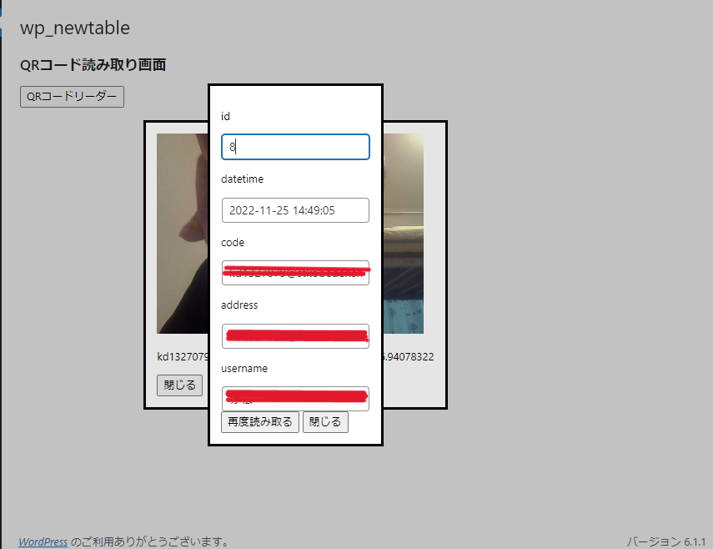 wp_newtable
QRコード読み取り画面
QRコードリーダー
id
8
datetime
2022-11-25 14:49:05
code
address
username
再度読み取る 閉じる
kd1327079
.94078322
閉じる
WordPress のご利用ありがとうございます。
バージョン 6.1.1